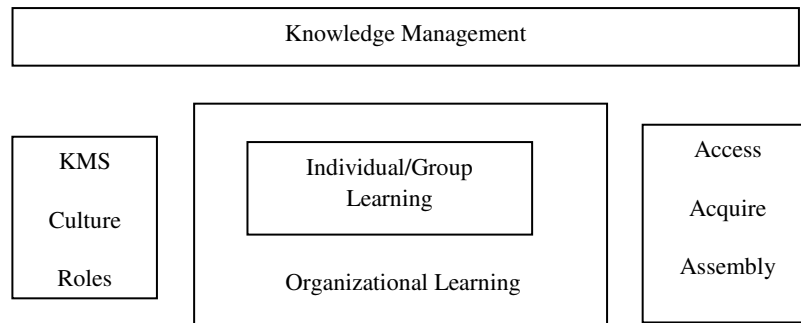 Knowledge Management
KMS
Culture
Roles
Individual/Group
Learning
Organizational Learning
Access
Acquire
Assembly